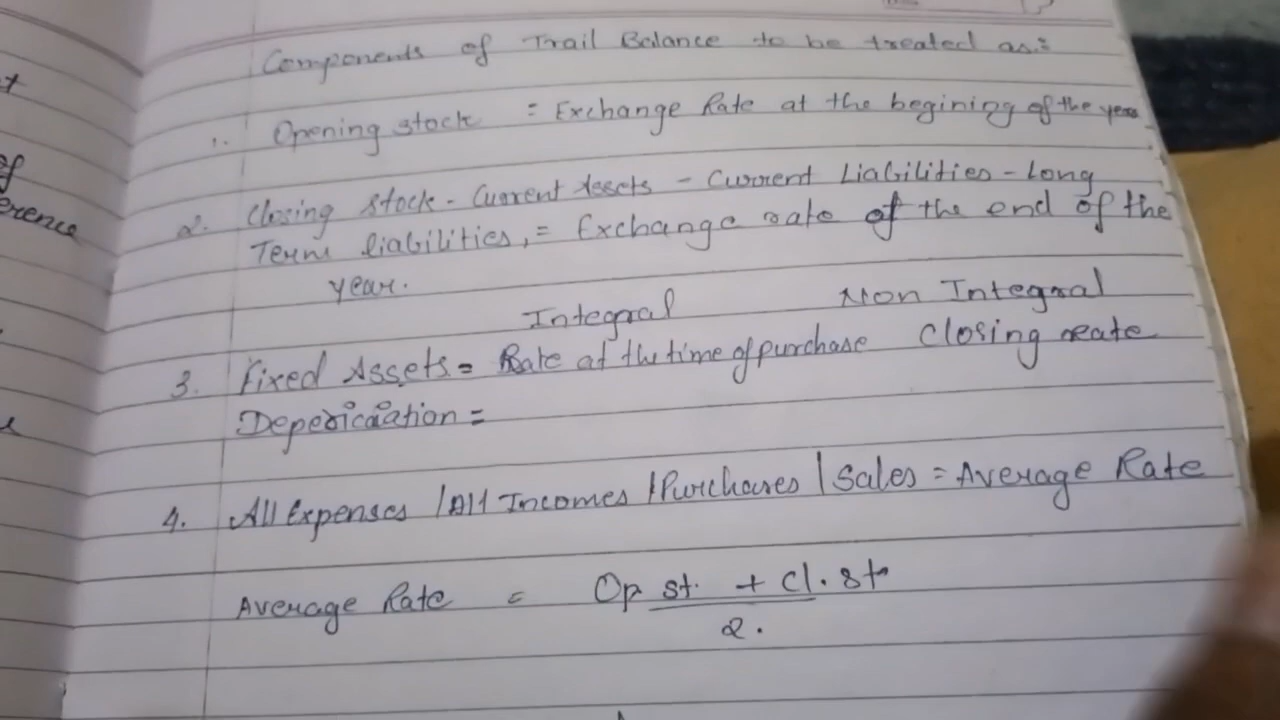 Components of Trail Balance to be treated as:
1. Opening stock = Exchange Rate at the begining of the year
2. Closing stock - Current Assets - Current Liabilities - Long
Term liabilities, = Exchange rate of the end of the
year.
Integral Non Integral
3. Fixed Assets = Rate at the time of purchase Closing reate
=
4. All Expenses / All Incomes / Purchases / Sales = Average Rate
Average Rate = Op st. + Cl. st
2.
erence
of